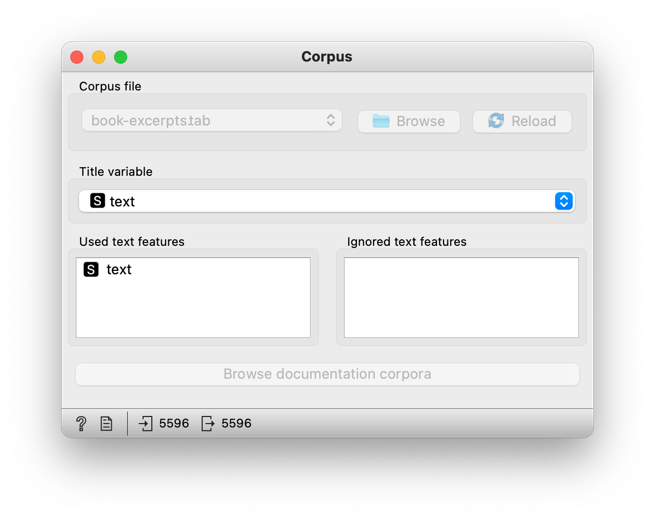 Corpus
Corpus file
book-excerpts.tab
Browse
Reload
Title variable
S text
Used text features
Ignored text features
S text
Browse documentation corpora
? 5596 5596